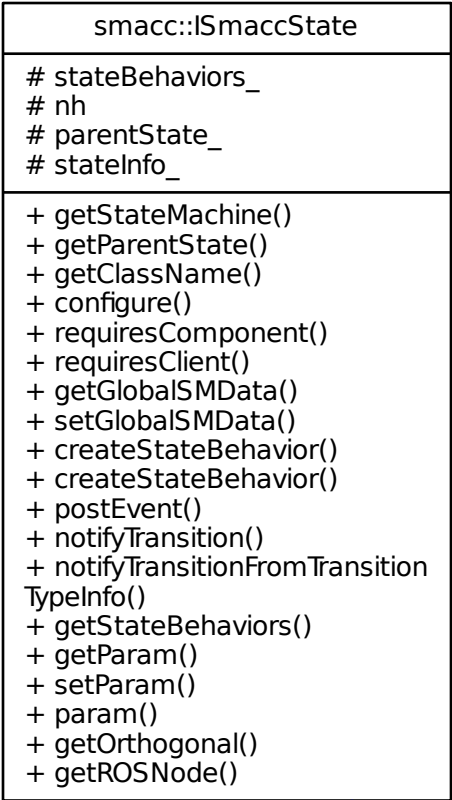 smacc::ISmaccState
# stateBehaviors_
# nh
# parentState_
# stateInfo_
+ getStateMachine()
+ getParentState()
+ getClassName()
+ configure()
+ requiresComponent()
+ requiresClient()
+ getGlobalSMData()
+ setGlobalSMData()
+ createStateBehavior()
+ createStateBehavior()
+ postEvent()
+ notifyTransition()
+ notifyTransitionFromTransition
TypeInfo()
+ getStateBehaviors()
+ getParam()
+ setParam()
+ param()
+ getOrthogonal()
+ getROSNode()